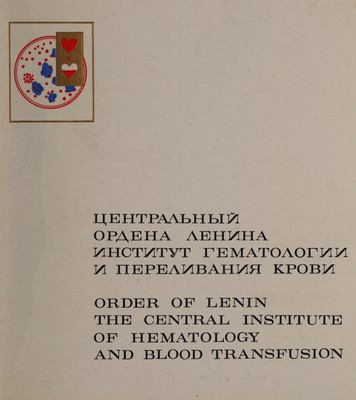 ЦЕНТРАЛЬНЫЙ
ОРДЕНА ЛЕНИНА
ИНСТИТУТ ГЕМАТОЛОГИИ
И ПЕРЕЛИВАНИЯ КРОВИ
ORDER OF LENIN
THE CENTRAL INSTITUTE
OF HEMATOLOGY
AND BLOOD TRANSFUSION